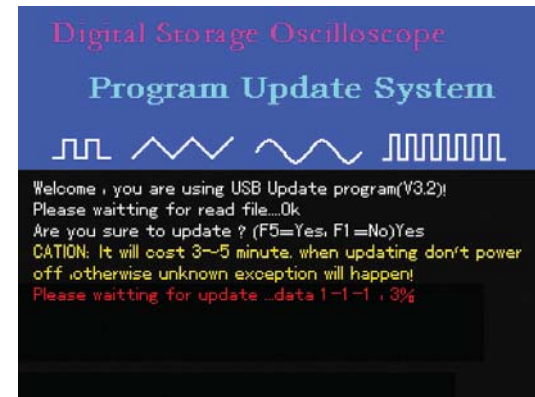 Digital Storage Oscilloscope
Program Update System
Welcome , you are using USB Update program(V3.2)!
Please waitting for read file....Ok
Are you sure to update ? (F5=Yes, F1=No)Yes
CATION: It will cost 3~5 minute. when updating don't power
off ,otherwise unknown exception will happen!
Please waitting for update ...data 1-1-1 , 3%